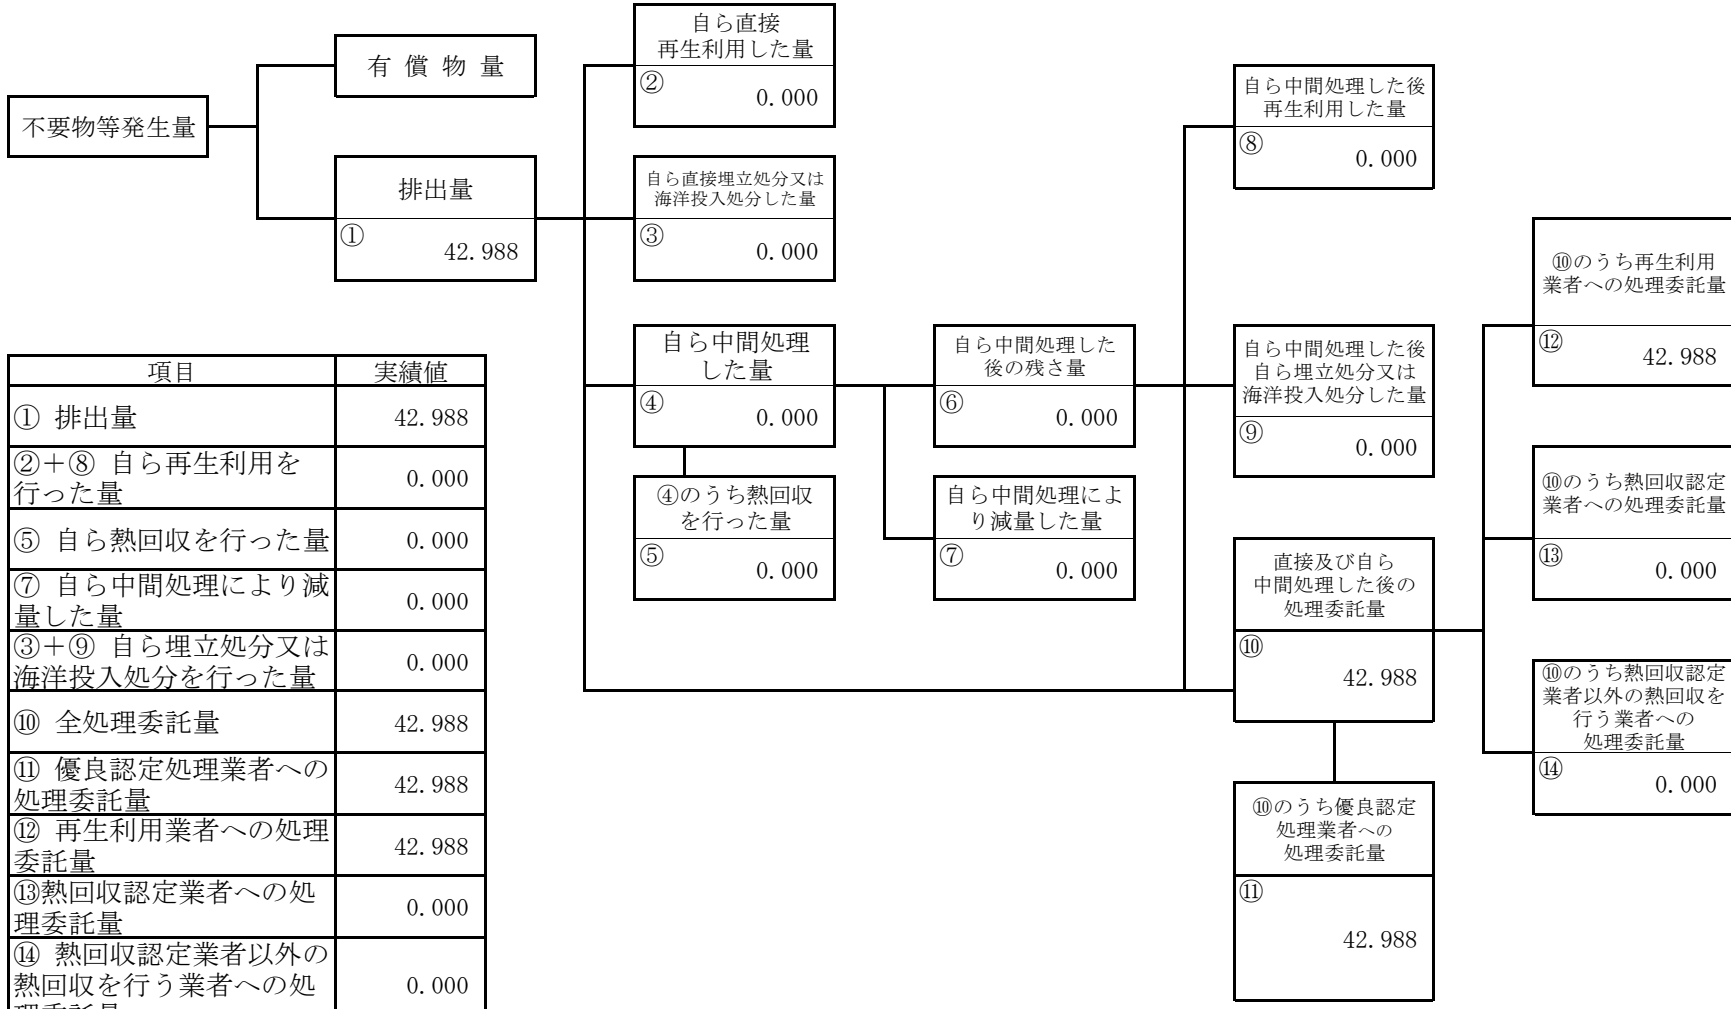 不要物等発生量
有 償 物 量
排出量
①
42.988
自ら直接
再生利用した量
②
0.000
自ら直接埋立処分又は
海洋投入処分した量
③
0.000
自ら中間処理
した量
④
0.000
④のうち熱回収
を行った量
⑤
0.000
自ら中間処理した
後の残さ量
⑥
0.000
自ら中間処理によ
り減量した量
⑦
0.000
自ら中間処理した後
再生利用した量
⑧
0.000
自ら中間処理した後
自ら埋立処分又は
海洋投入処分した量
⑨
0.000
直接及び自ら
中間処理した後の
処理委託量
⑩
42.988
⑩のうち優良認定
処理業者への
処理委託量
⑪
42.988
⑩のうち再生利用
業者への処理委託量
⑫
42.988
⑩のうち熱回収認定
業者への処理委託量
⑬
0.000
⑩のうち熱回収認定
業者以外の熱回収を
行う業者への
処理委託量
⑭
0.000
項目 実績値
① 排出量 42.988
②＋⑧ 自ら再生利用を
行った量 0.000
⑤ 自ら熱回収を行った量 0.000
⑦ 自ら中間処理により減
量した量 0.000
③＋⑨ 自ら埋立処分又は
海洋投入処分を行った量 0.000
⑩ 全処理委託量 42.988
⑪ 優良認定処理業者への
処理委託量 42.988
⑫ 再生利用業者への処理
委託量 42.988
⑬熱回収認定業者への処
理委託量 0.000
⑭ 熱回収認定業者以外の
熱回収を行う業者への処 0.000